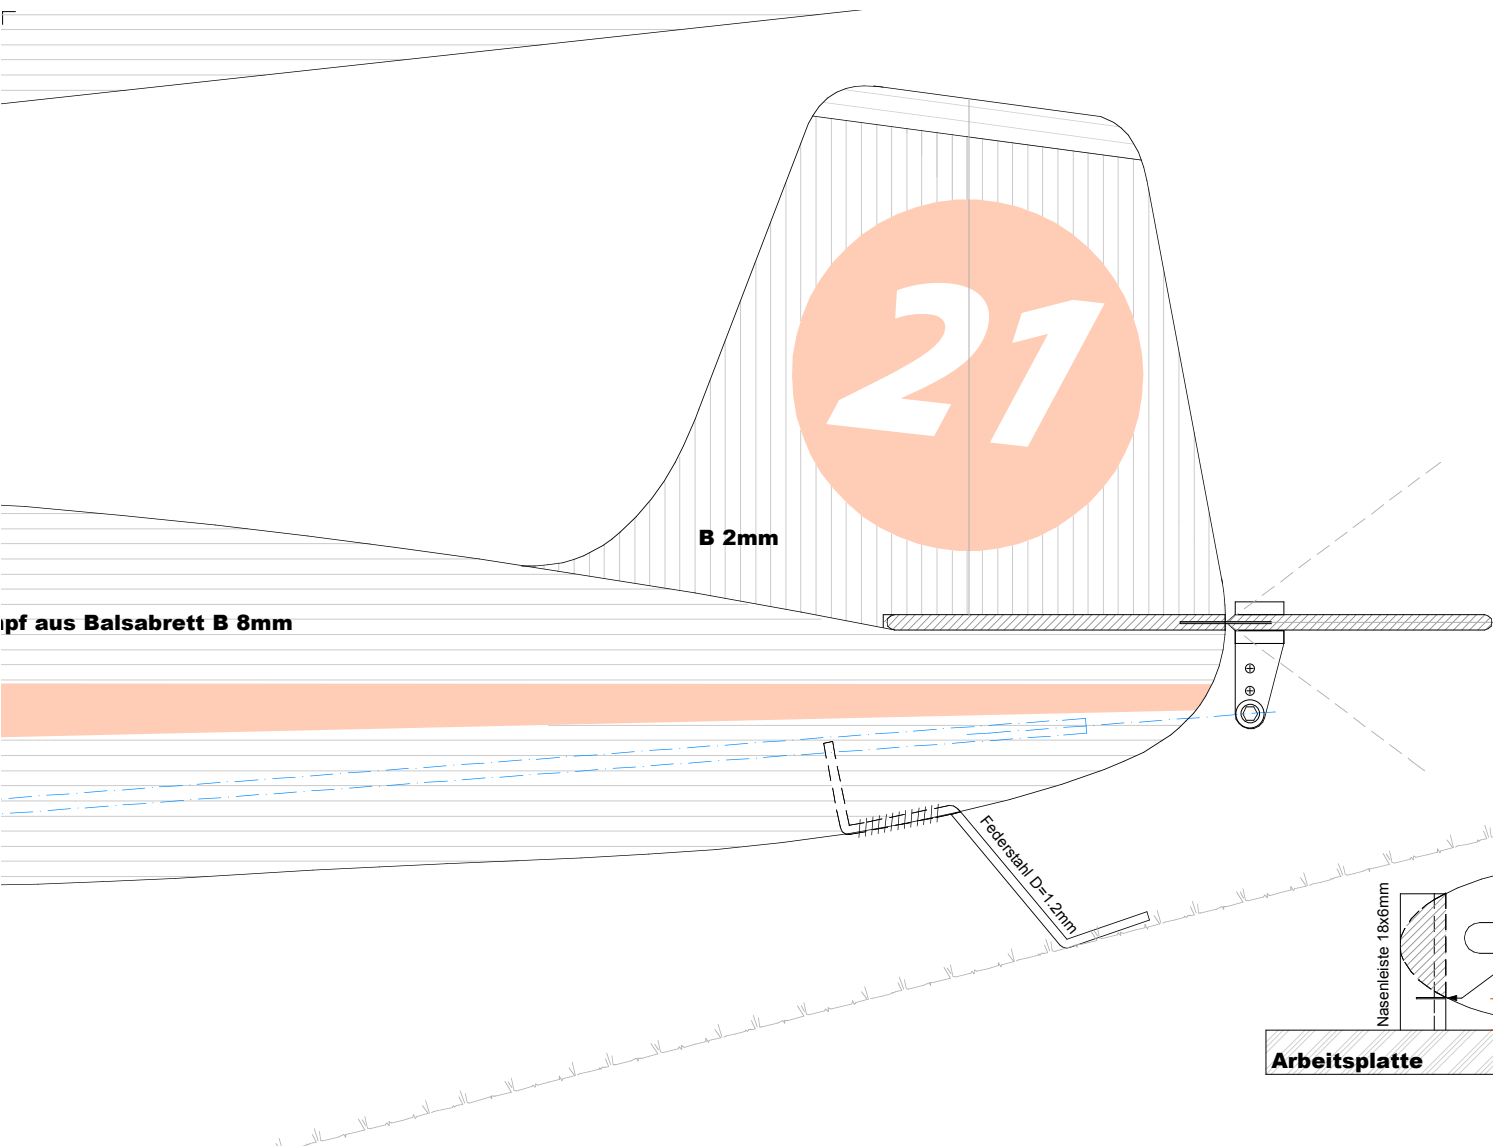 21
B 2mm
pf aus Balsabrett B 8mm
Federstahl D=1.2mm
Nasenleiste 18x6mm
Arbeitsplatte